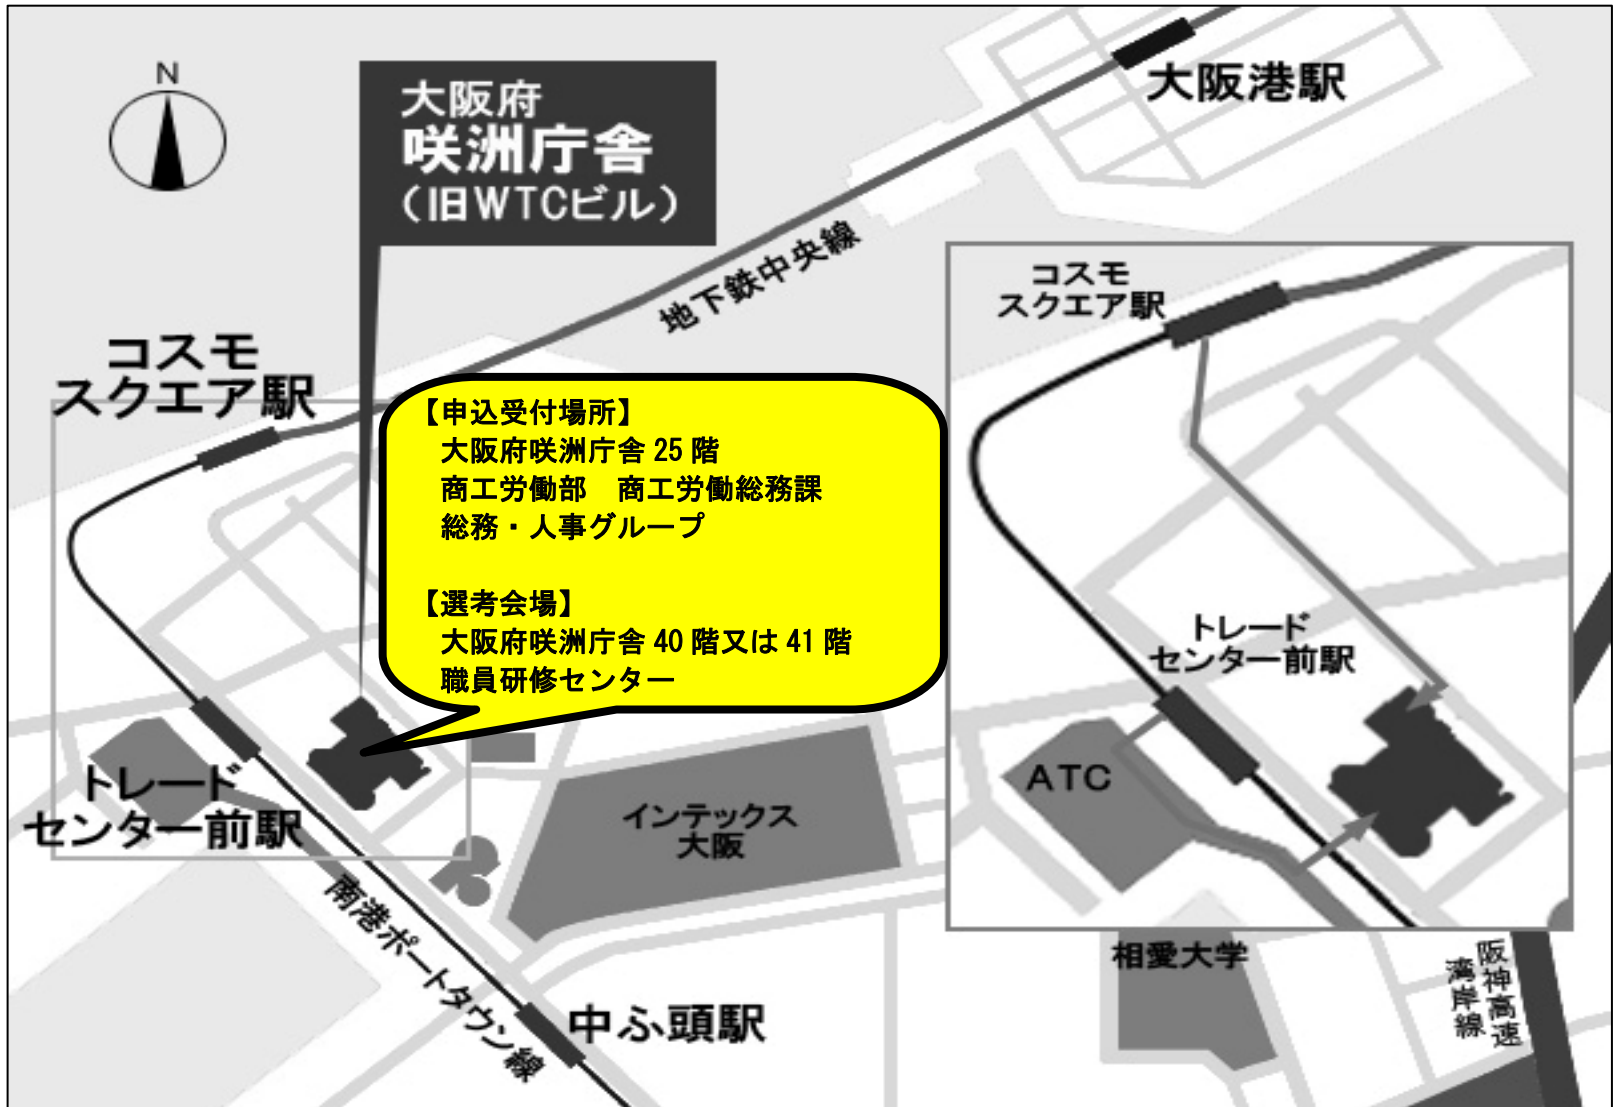 N
大阪府
咲洲庁舎
（旧WTCビル）
大阪港駅
地下鉄中央線
コスモ
スクエア駅
【申込受付場所】
大阪府咲洲庁舎 25 階
商工労働部　商工労働総務課
総務・人事グループ
【選考会場】
大阪府咲洲庁舎 40 階又は 41 階
職員研修センター
トレード
センター前駅
インテックス
大阪
南港ポートタウン線
中ふ頭駅
コスモ
スクエア駅
トレード
センター前駅
ATC
相愛大学
阪神高速
湾岸線